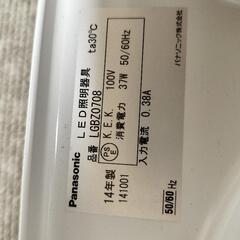 Panasonic
LED照明器具 ta30℃
品番 LGBZ0708
PS
E
K.E.K. 100V 50/60Hz
消費電力 37W
入力電流 0.38A
14年製
141001
パナソニック株式会社
50/60 Hz